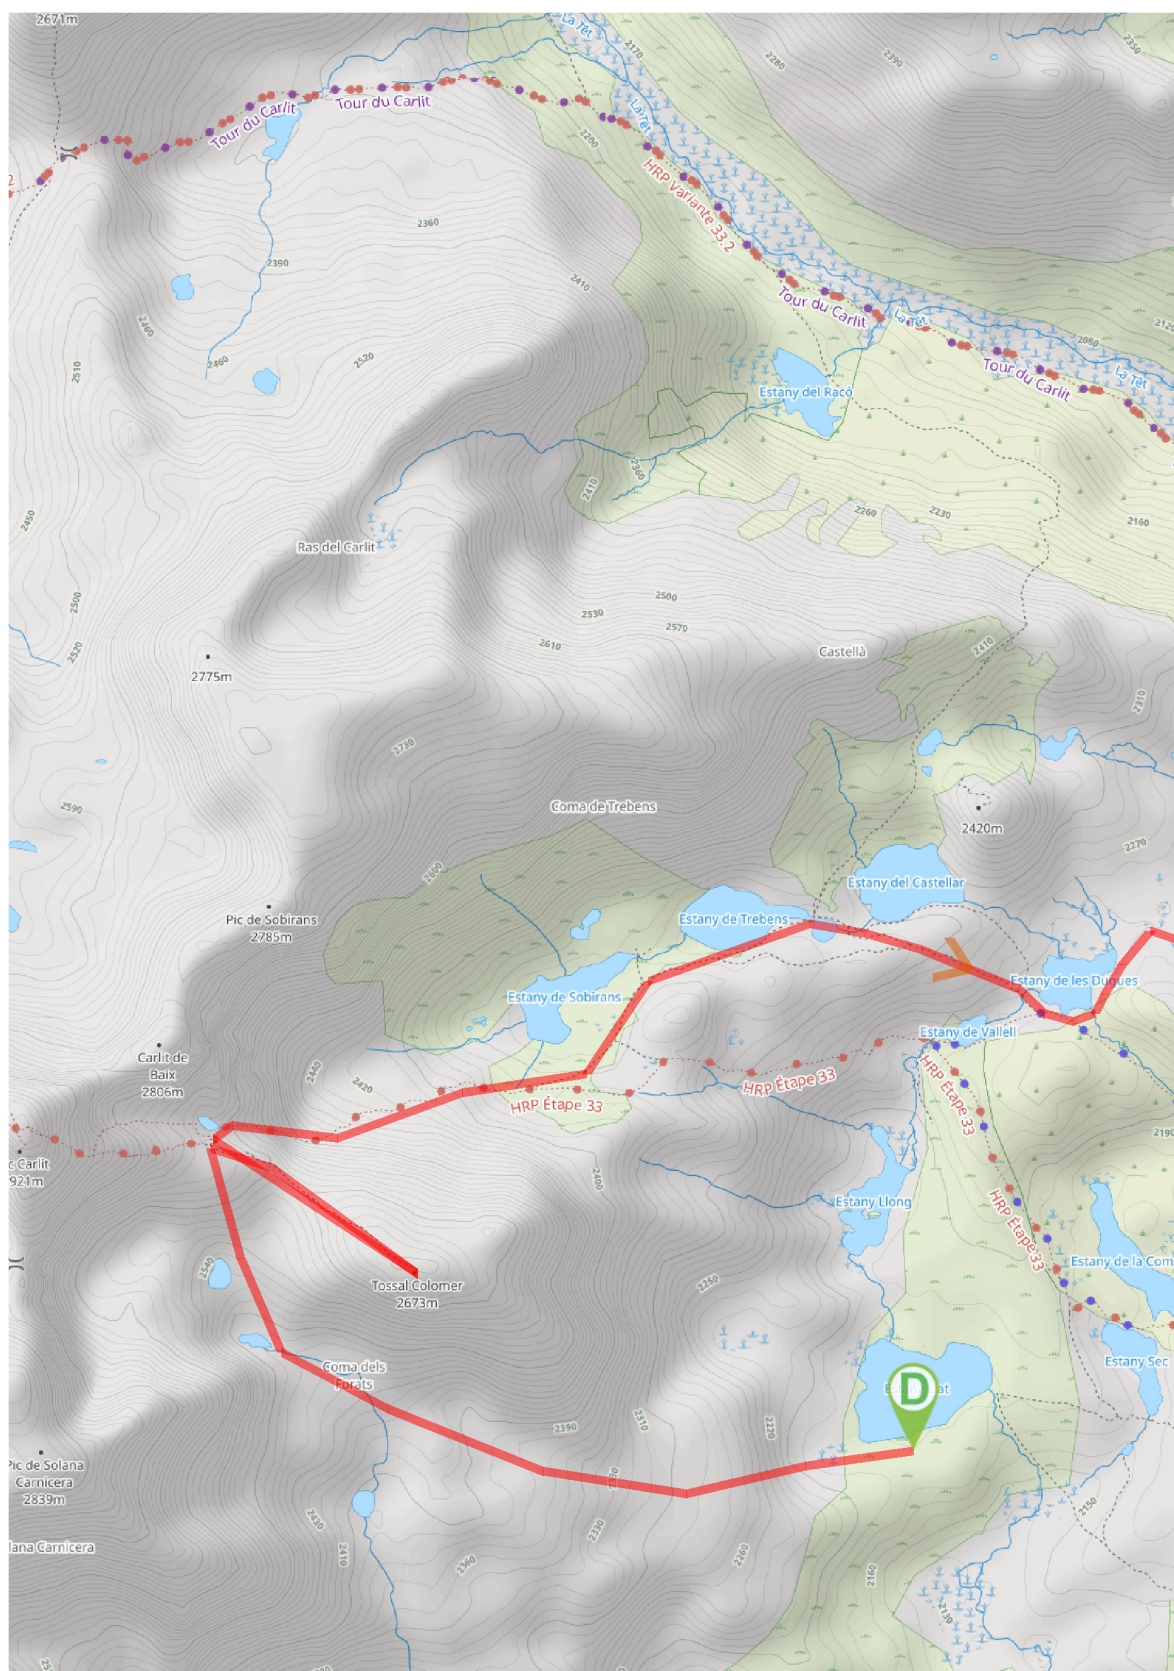 2671m
La Têt
2170
2350
2390
2280
Tour du Carlit
Tour du Carlit
La Têt
2200
2
HRP Variante 33.2
2360
2390
2410
Tour du Carlit
La Têt
2120
2460
2080
2510
2460
2520
Tour du Carlit
La Têt
Estany del Racó
2360
2410
2450
2260
2230
2160
Ras del Carlit
2500
2500
2530
2570
2520
2610
Castellà
2410
2775m
2310
2730
2590
Coma de Trebens
2420m
2270
2600
Estany del Castellar
Pic de Sobirans
2785m
Estany de Trebens
Estany de les Dugues
Estany de Sobirans
Estany de Vallell
Carlit de
Baix
2806m
2440
2420
HRP Étape 33
HRP Étape 33
HRP Étape 33
2190
c Carlit
921m
2400
Estany Llong
HRP Étape 33
2540
Tossal Colomer
2673m
2250
Estany de la Com
Coma dels
Forats
Estany Sec
D
2390
2310
2220
Pic de Solana
Carnicera
2839m
2430
2330
2150
lana Carnicera
2410
2360
2260
2160
2130